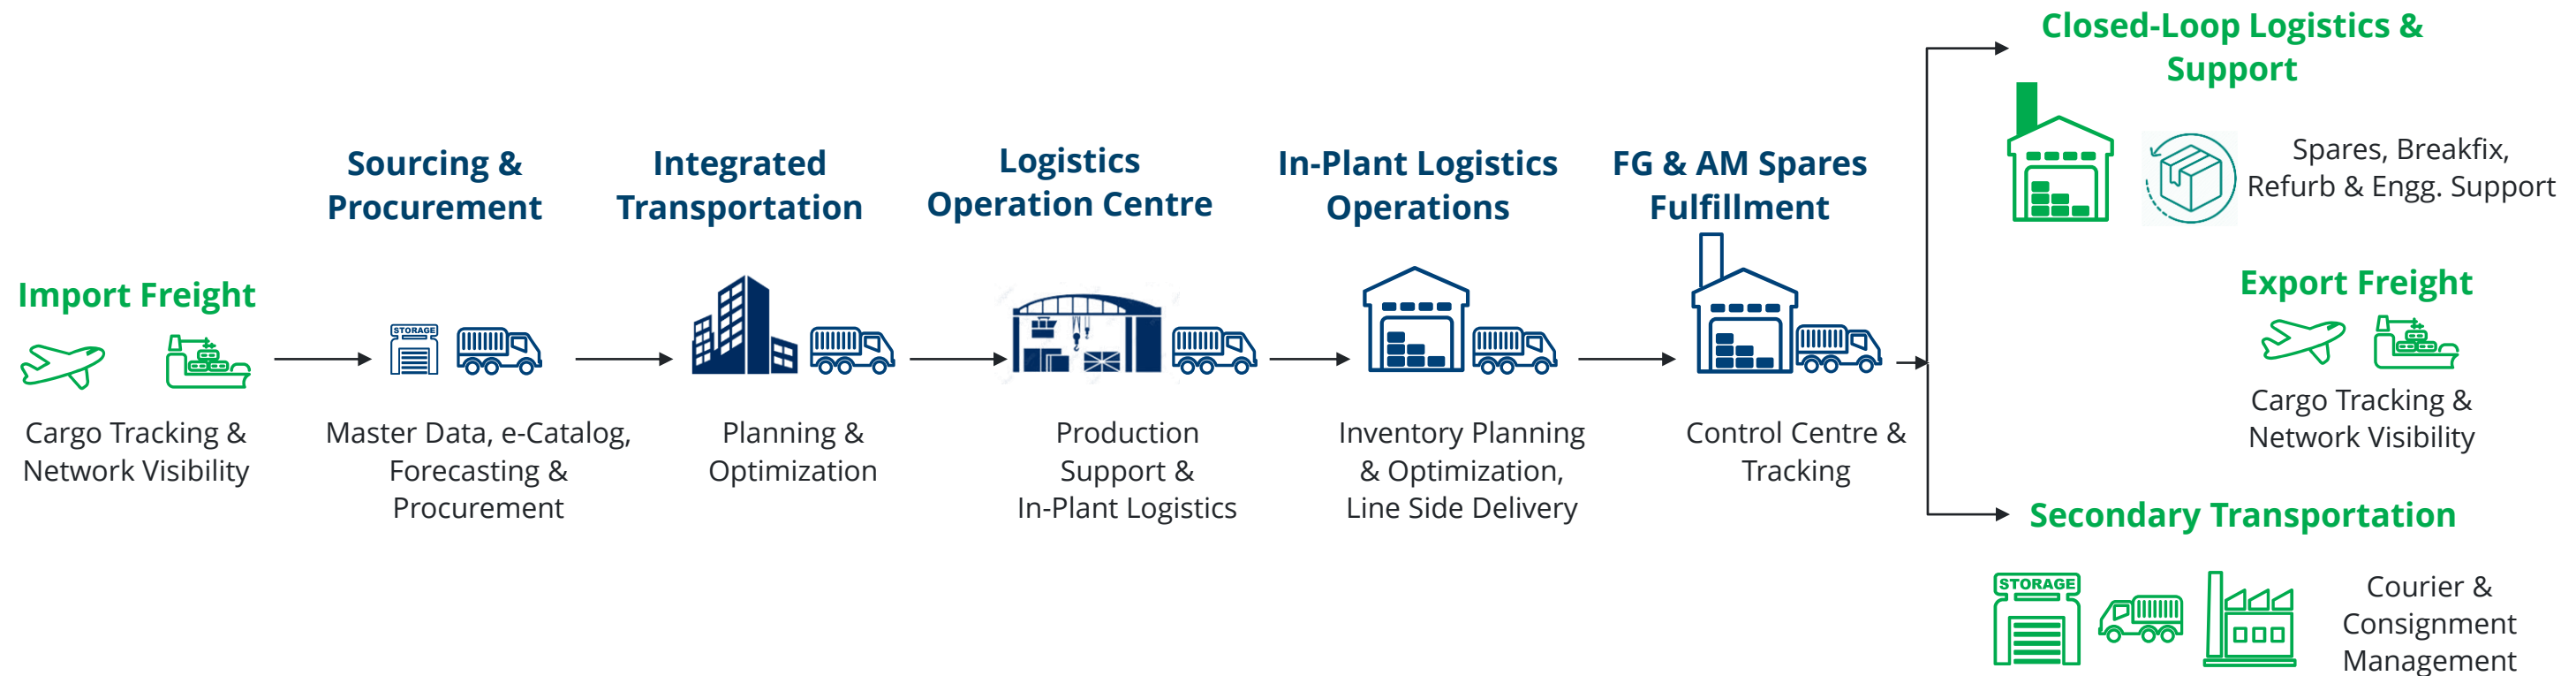 Import Freight
Cargo Tracking &
Network Visibility
Sourcing &
Procurement
STORAGE
Master Data, e-Catalog,
Forecasting &
Procurement
Integrated
Transportation
Planning &
Optimization
Logistics
Operation Centre
Production
Support &
In-Plant Logistics
In-Plant Logistics
Operations
Inventory Planning
& Optimization,
Line Side Delivery
FG & AM Spares
Fulfillment
Control Centre &
Tracking
Closed-Loop Logistics &
Support
Spares, Breakfix,
Refurb & Engg. Support
Export Freight
Cargo Tracking &
Network Visibility
Secondary Transportation
STORAGE
Courier &
Consignment
Management